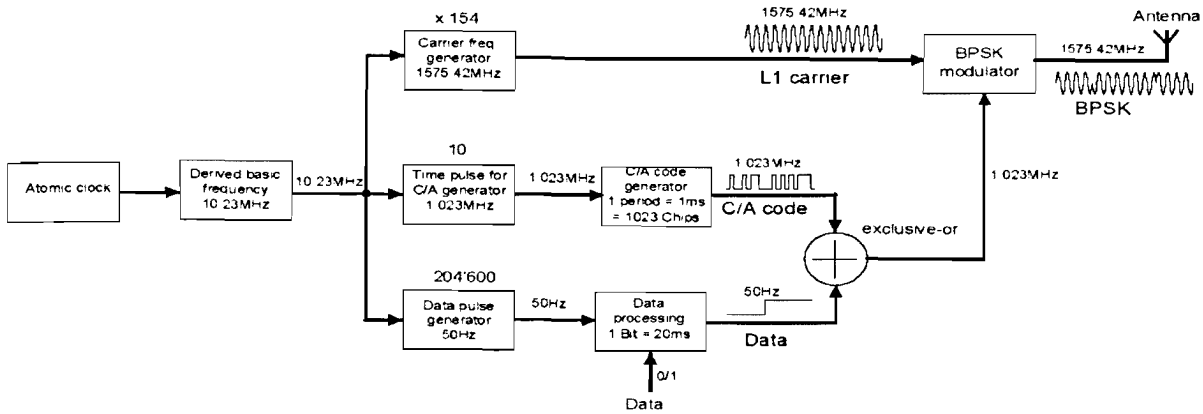 x 154
Carrier freq
generator
1575 42MHz
1575 42MHz
L1 carrier
BPSK
modulator
Antenna
1575 42MHz
BPSK
Atomic clock
Derived basic
frequency
10 23MHz
10 23MHz
10
Time pulse for
C/A generator
1 023MHz
1 023MHz
C/A code
generator
1 period = 1ms
= 1023 Chips
1 023MHz
C/A code
exclusive-or
1 023MHz
204'600
Data pulse
generator
50Hz
50Hz
Data
processing
1 Bit = 20ms
50Hz
Data
0/1
Data